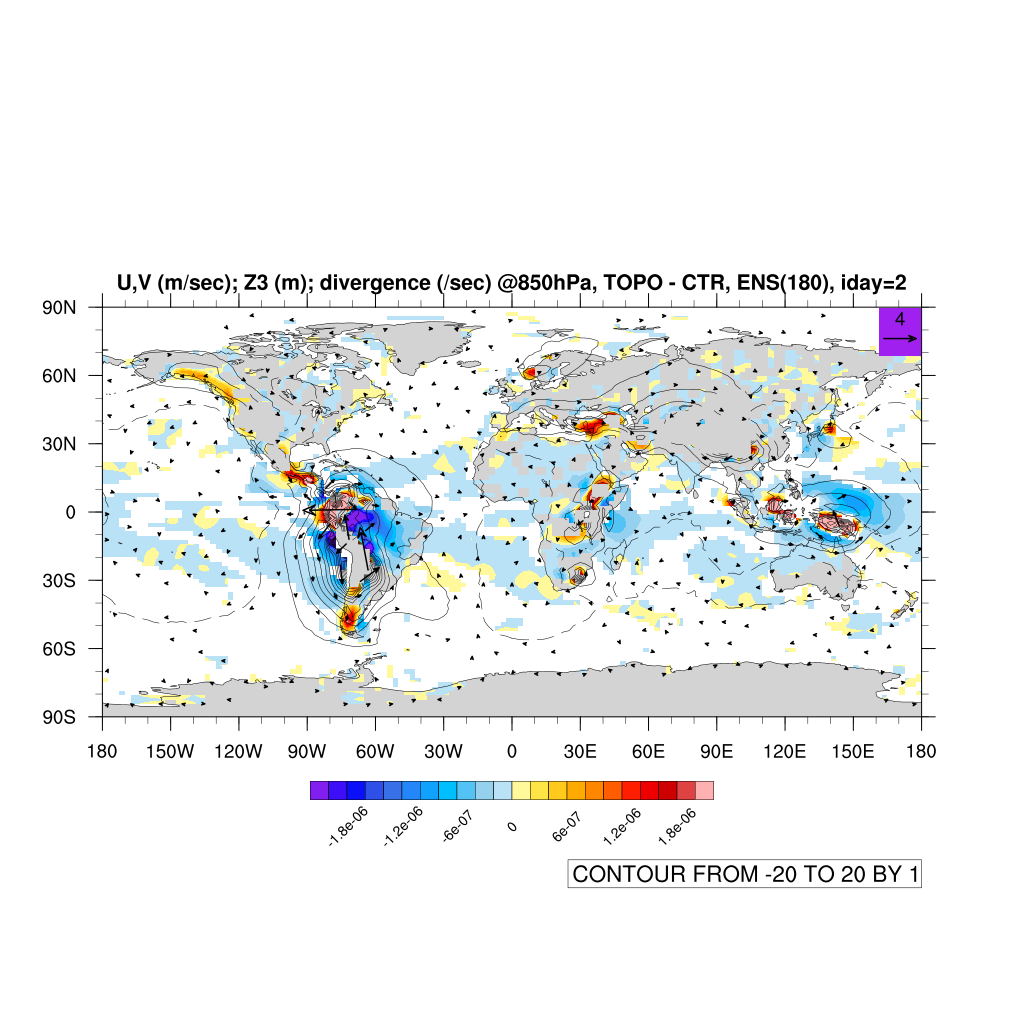 U,V (m/sec); Z3 (m); divergence (/sec) @850hPa, TOPO - CTR, ENS(180), iday=2
4
90N
60N
30N
0
30S
60S
90S
180 150W 120W 90W 60W 30W 0 30E 60E 90E 120E 150E 180
-1.8e-06 -1.2e-06 -6e-07 0 6e-07 1.2e-06 1.8e-06
CONTOUR FROM -20 TO 20 BY 1